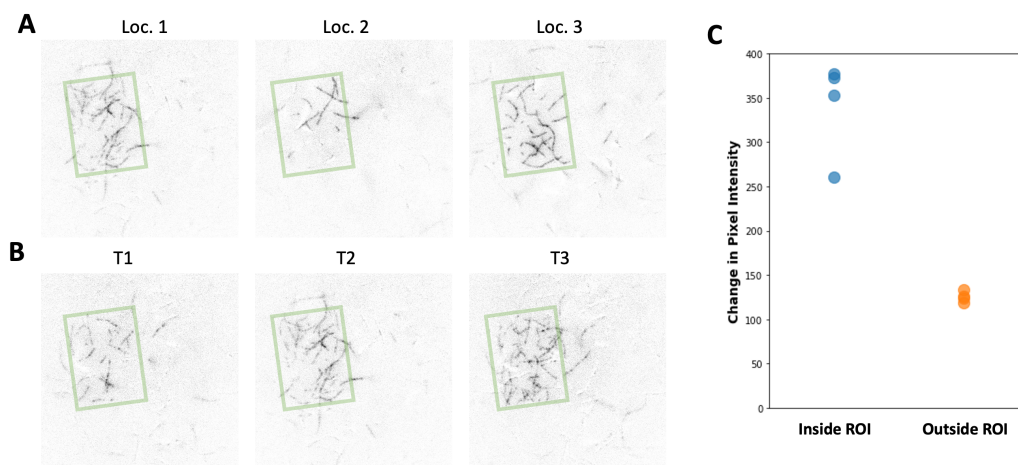 A
Loc. 1
Loc. 2
Loc. 3
B
T1
T2
T3
C
Change in Pixel Intensity
400
350
300
250
200
150
100
50
0
Inside ROI
Outside ROI